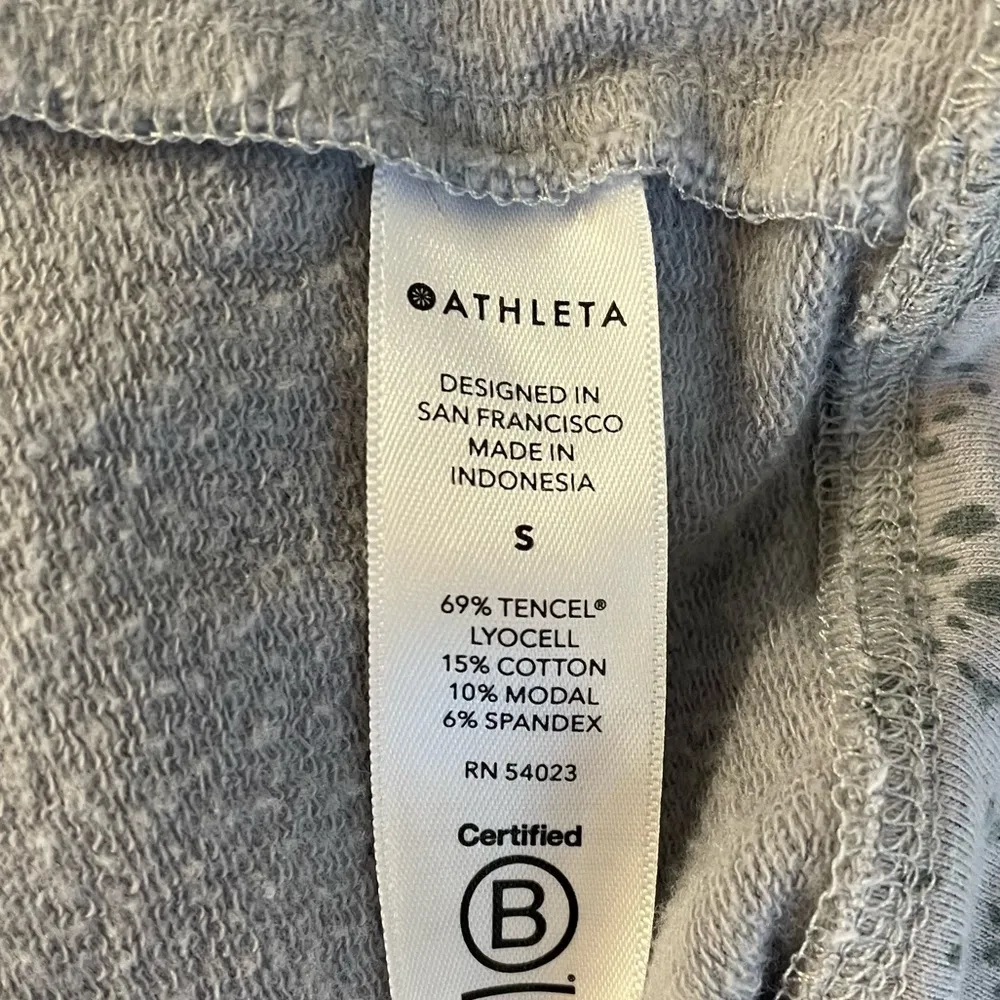 ATHLETA
DESIGNED IN
SAN FRANCISCO
MADE IN
INDONESIA
S
69% TENCEL®
LYOCELL
15% COTTON
10% MODAL
6% SPANDEX
RN 54023
Certified
B